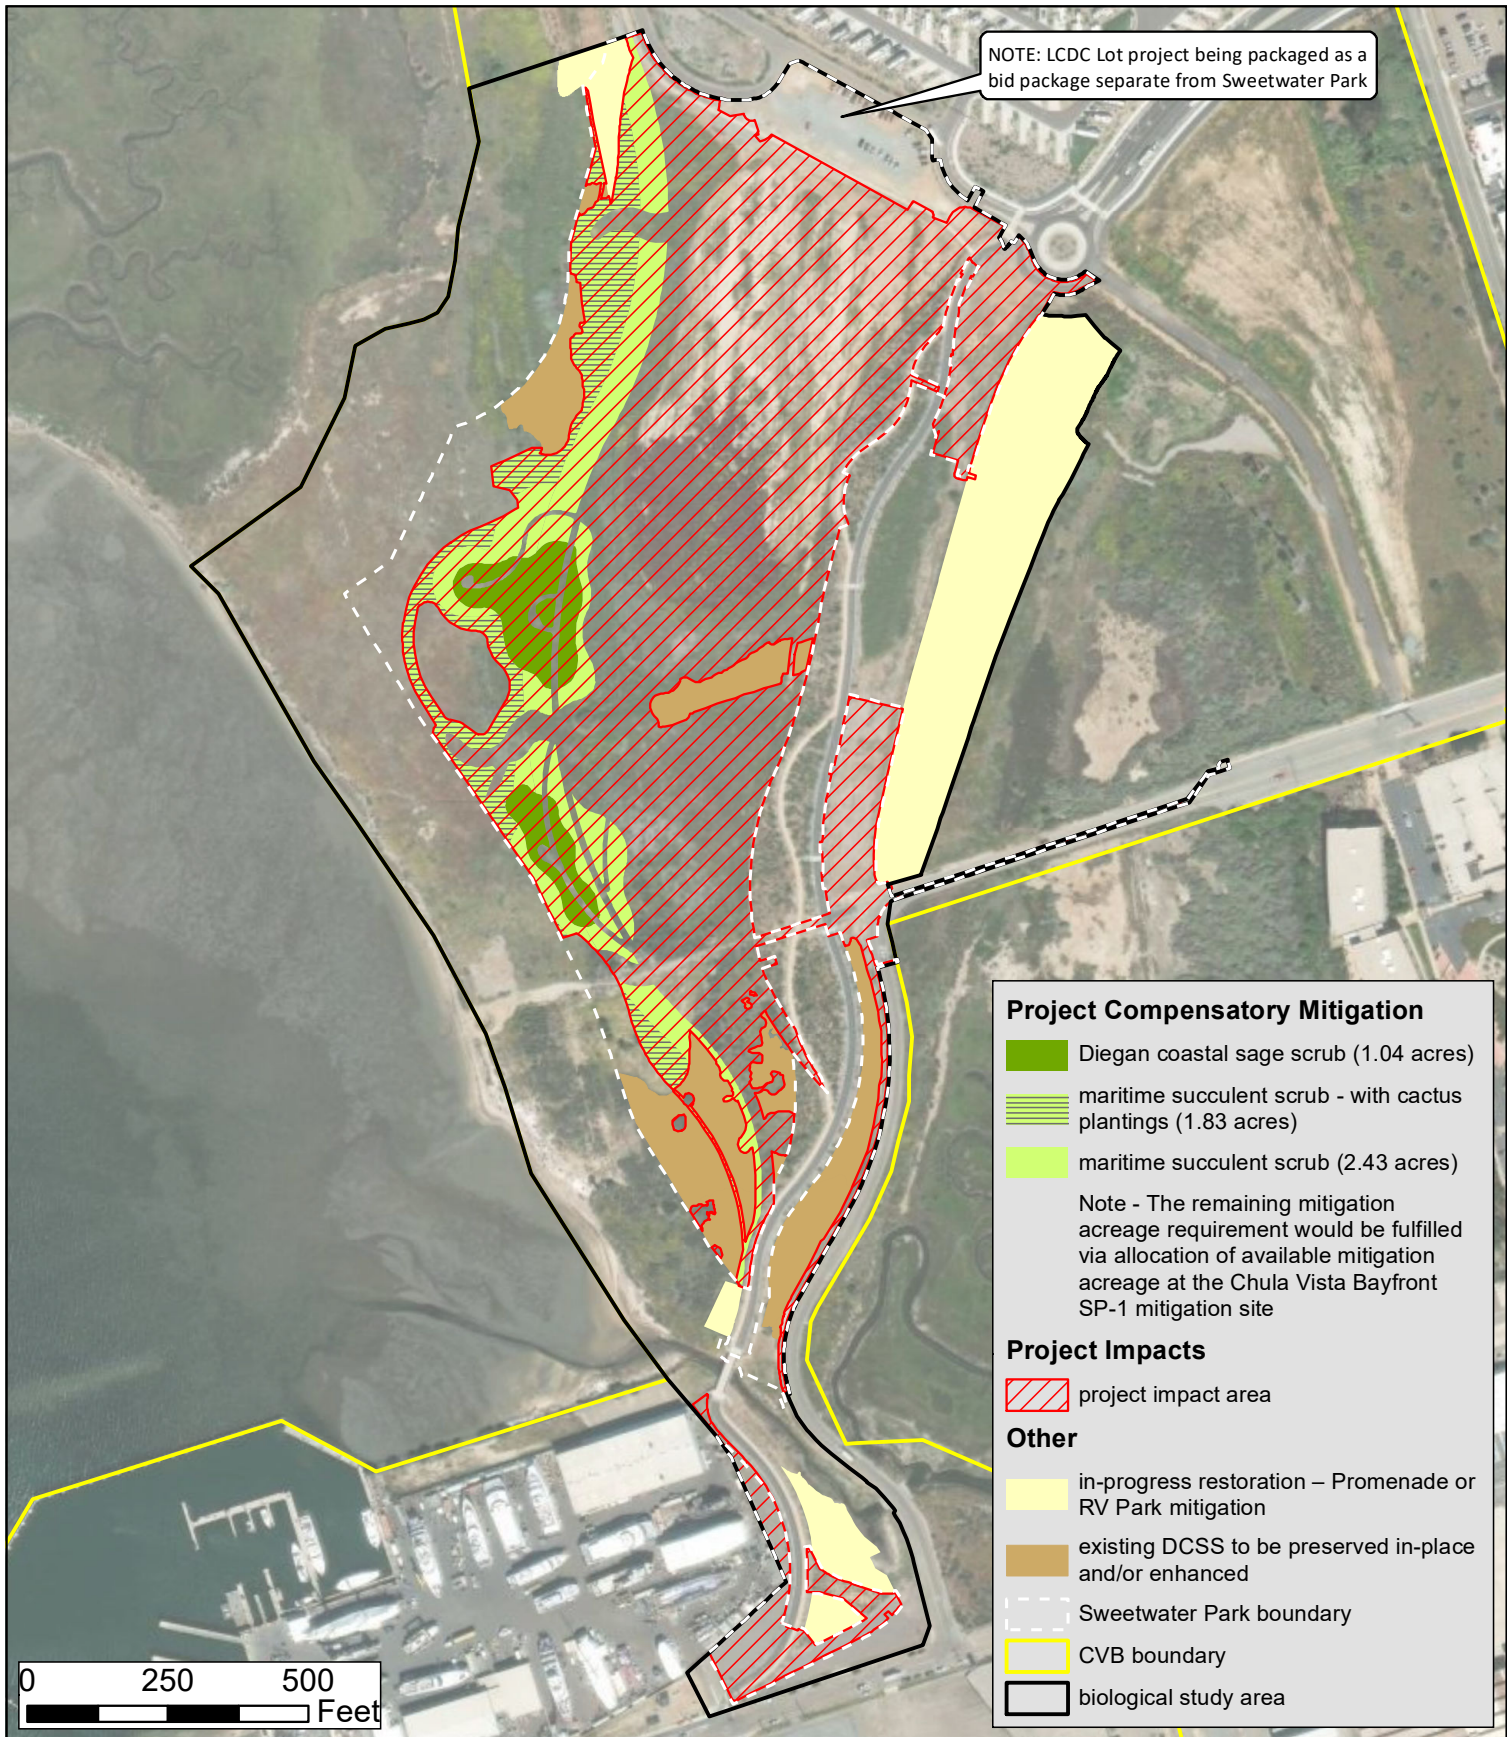 NOTE: LCDC Lot project being packaged as a
bid package separate from Sweetwater Park
Project Compensatory Mitigation
Diegan coastal sage scrub (1.04 acres)
maritime succulent scrub - with cactus
plantings (1.83 acres)
maritime succulent scrub (2.43 acres)
Note - The remaining mitigation
acreage requirement would be fulfilled
via allocation of available mitigation
acreage at the Chula Vista Bayfront
SP-1 mitigation site
Project Impacts
project impact area
Other
in-progress restoration – Promenade or
RV Park mitigation
existing DCSS to be preserved in-place
and/or enhanced
Sweetwater Park boundary
CVB boundary
biological study area
0 250 500
Feet